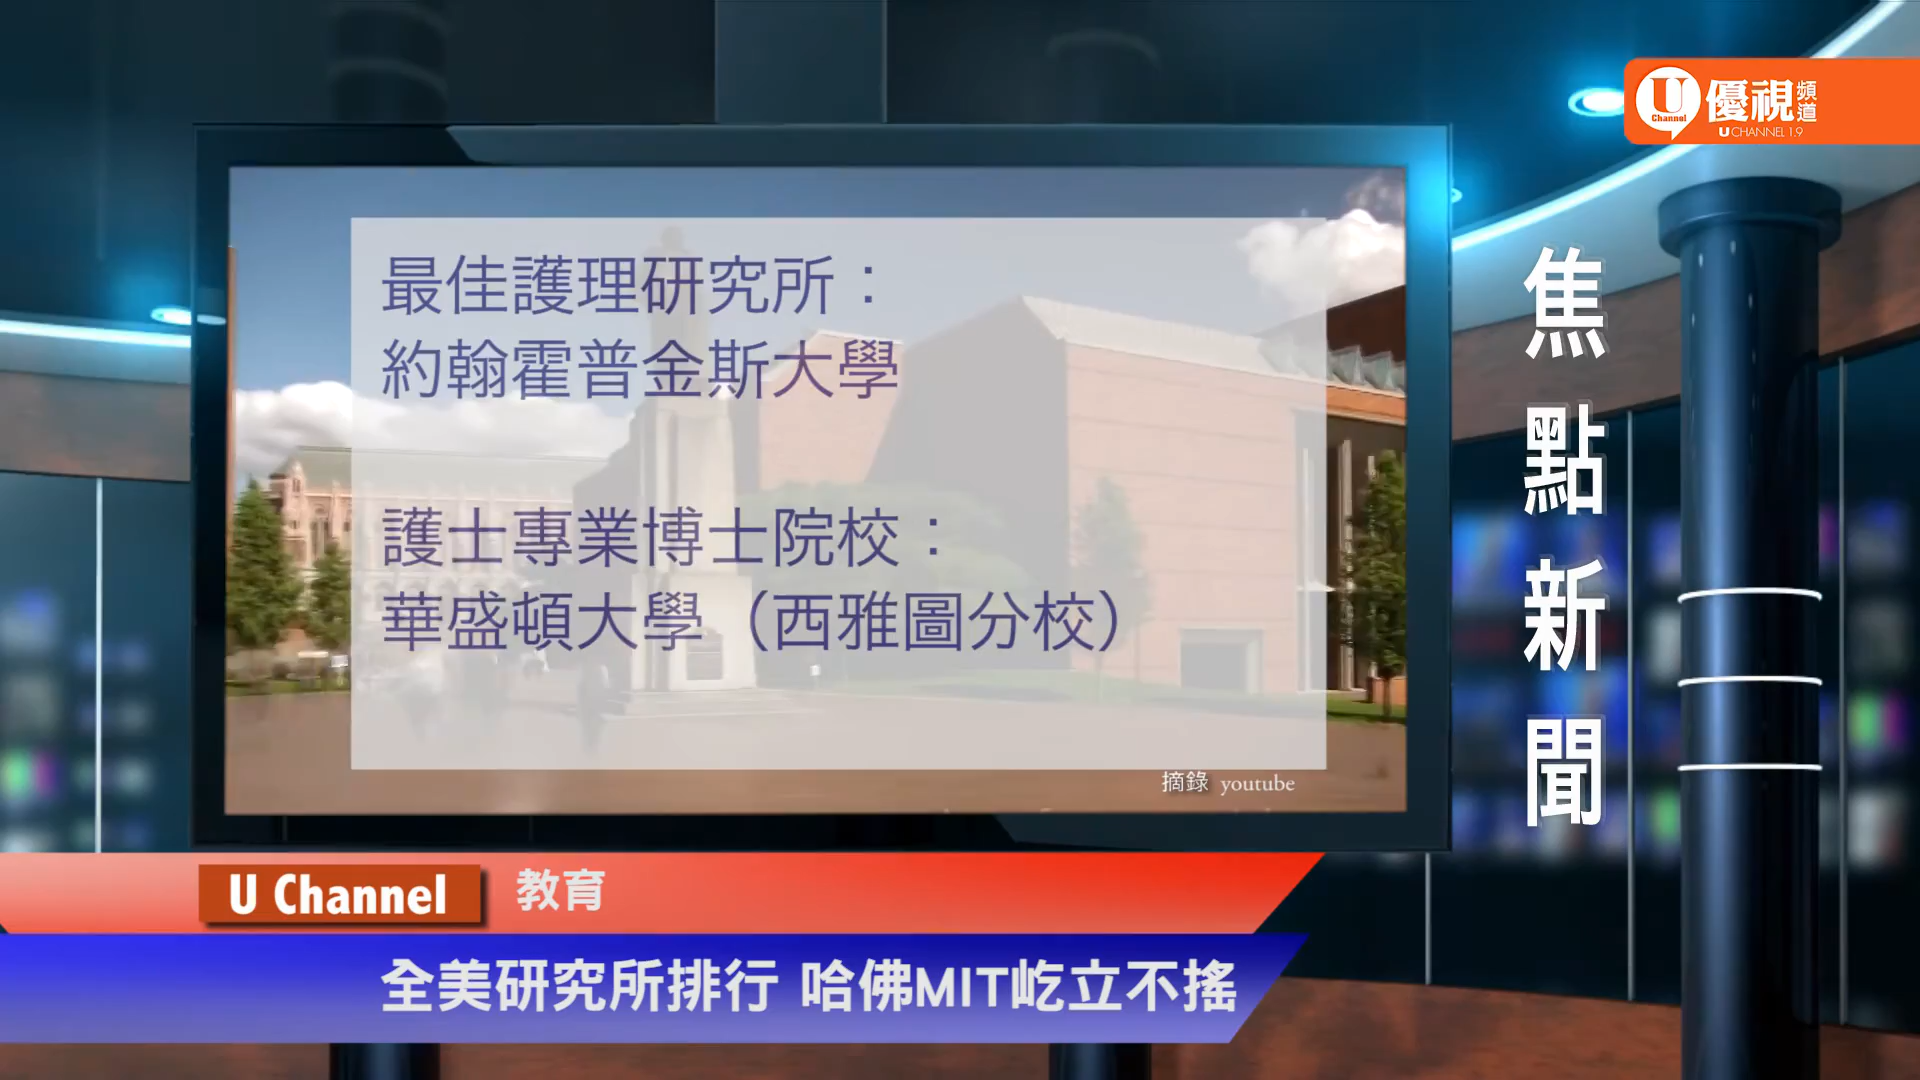 U
Channel
優視頻道
UCHANNEL 1.9
最佳護理研究所：
約翰霍普金斯大學
護士專業博士院校：
華盛頓大學（西雅圖分校）
摘錄 youtube
焦點新聞
U Channel
教育
全美研究所排行 哈佛MIT屹立不搖